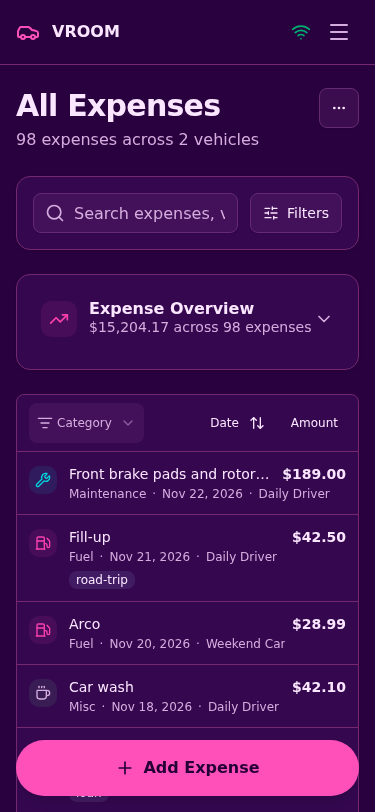 VROOM
All Expenses
98 expenses across 2 vehicles
Search expenses, v
Filters
Expense Overview
$15,204.17 across 98 expenses
Category Date Amount
Front brake pads and rotor... $189.00
Maintenance · Nov 22, 2026 · Daily Driver
Fill-up $42.50
Fuel · Nov 21, 2026 · Daily Driver
road-trip
Arco $28.99
Fuel · Nov 20, 2026 · Weekend Car
Car wash $42.10
Misc · Nov 18, 2026 · Daily Driver
Add Expense